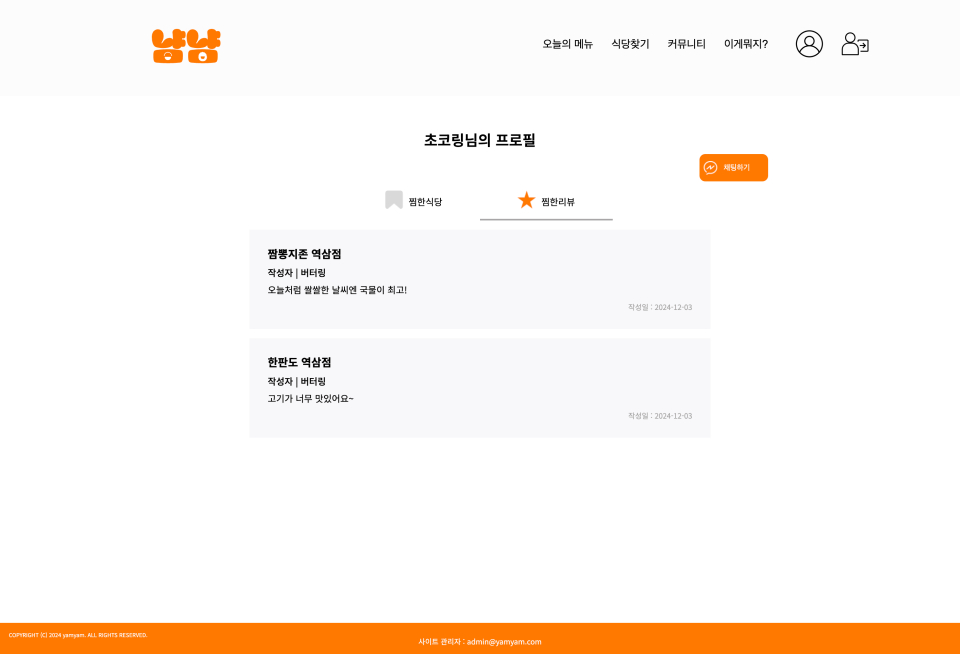 냠냠
오늘의 메뉴 식당찾기 커뮤니티 이게뭐지?
초코링님의 프로필
채팅하기
찜한식당 찜한리뷰
짬뽕지존 역삼점
작성자 | 버터링
오늘처럼 쌀쌀한 날씨엔 국물이 최고!
작성일 : 2024-12-03
한판도 역삼점
작성자 | 버터링
고기가 너무 맛있어요~
작성일 : 2024-12-03
COPYRIGHT (C) 2024 yamyam. ALL RIGHTS RESERVED.
사이트 관리자 : admin@yamyam.com